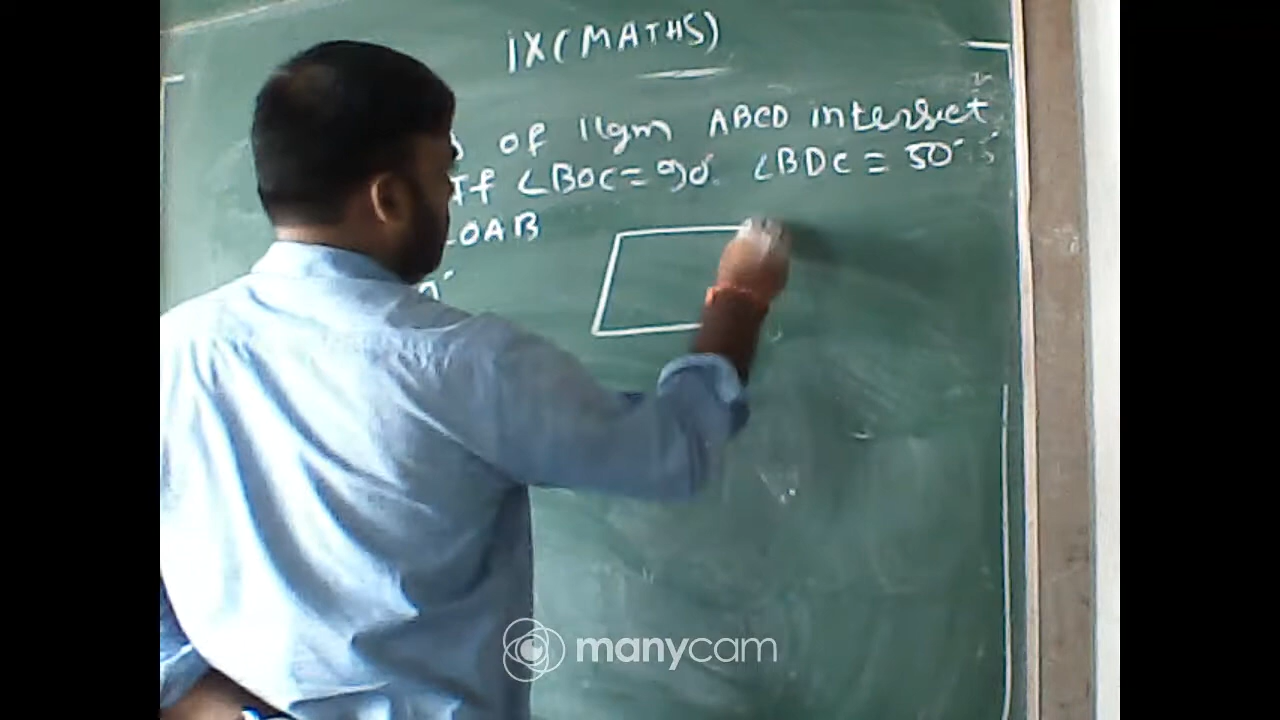 IX (MATHS)
of llgm ABCD intersect
If ∠BOC = 90° ∠BDC = 50°
∠OAB
manycam